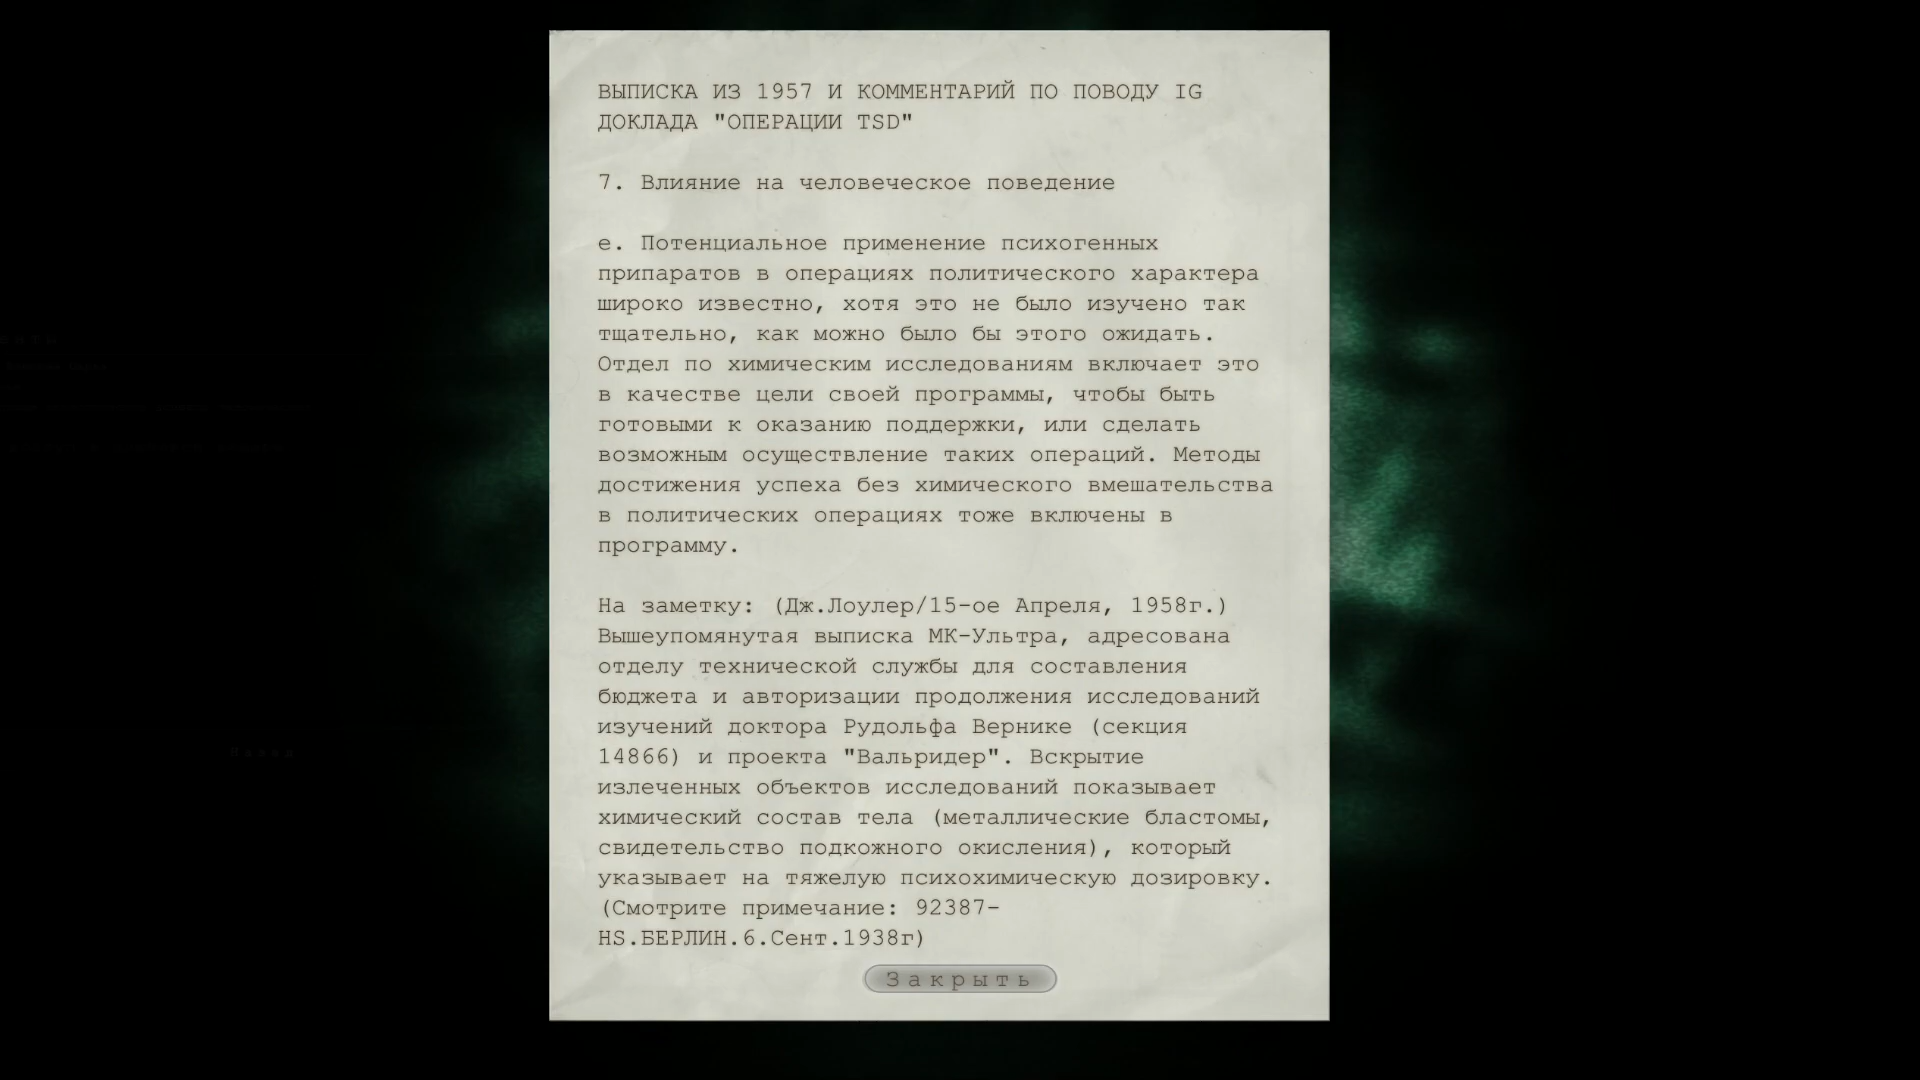 ВЫПИСКА ИЗ 1957 И КОММЕНТАРИЙ ПО ПОВОДУ IG
ДОКЛАДА "ОПЕРАЦИИ TSD"
7. Влияние на человеческое поведение
е. Потенциальное применение психогенных
припаратов в операциях политического характера
широко известно, хотя это не было изучено так
тщательно, как можно было бы этого ожидать.
Отдел по химическим исследованиям включает это
в качестве цели своей программы, чтобы быть
готовыми к оказанию поддержки, или сделать
возможным осуществление таких операций. Методы
достижения успеха без химического вмешательства
в политических операциях тоже включены в
программу.
На заметку: (Дж.Лоулер/15-ое Апреля, 1958г.)
Вышеупомянутая выписка МК-Ультра, адресована
отделу технической службы для составления
бюджета и авторизации продолжения исследований
изучений доктора Рудольфа Вернике (секция
14866) и проекта "Вальридер". Вскрытие
излеченных объектов исследований показывает
химический состав тела (металлические бластомы,
свидетельство подкожного окисления), который
указывает на тяжелую психохимическую дозировку.
(Смотрите примечание: 92387-
HS.БЕРЛИН.6.Сент.1938г)
Закрыть
Назад